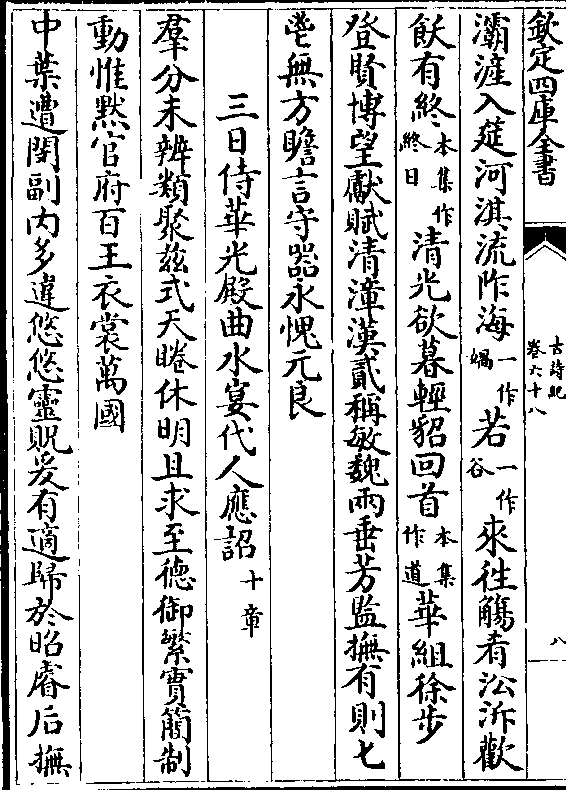 欽定四庫全書
古詩紀
卷六十八
八
灞滻入筵河淇流阼海一作嵎若一作谷來往觴肴沿泝歡
飫有終本集作終日清光欲暮輕貂回首本集作道華組徐步
登賢博望獻賦清漳漢貳稱敏魏兩垂芳監撫有則七
鬯無方瞻言守器永愧元良
三日侍華光殿曲水宴代人應詔十章
羣分未辨類聚兹式天睠休明且求至德御繁實簡制
動惟黙官府百王衣裳萬國
中葉遭閔副内多違悠悠靈貺爰有適歸於昭睿后撫